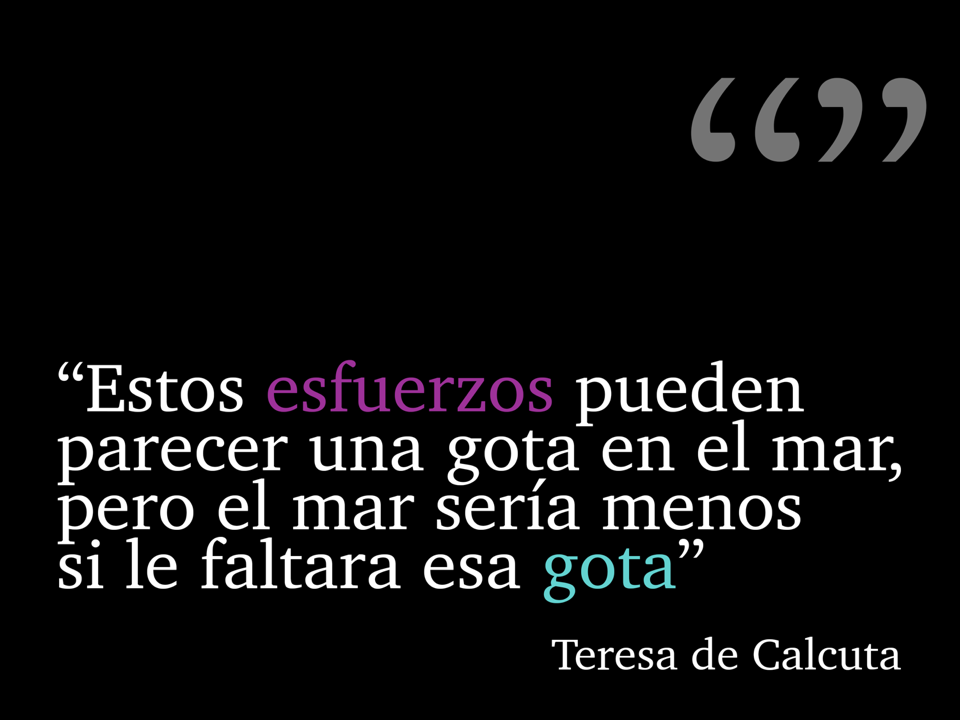 “”
“Estos esfuerzos pueden
parecer una gota en el mar,
pero el mar sería menos
si le faltara esa gota”
Teresa de Calcuta